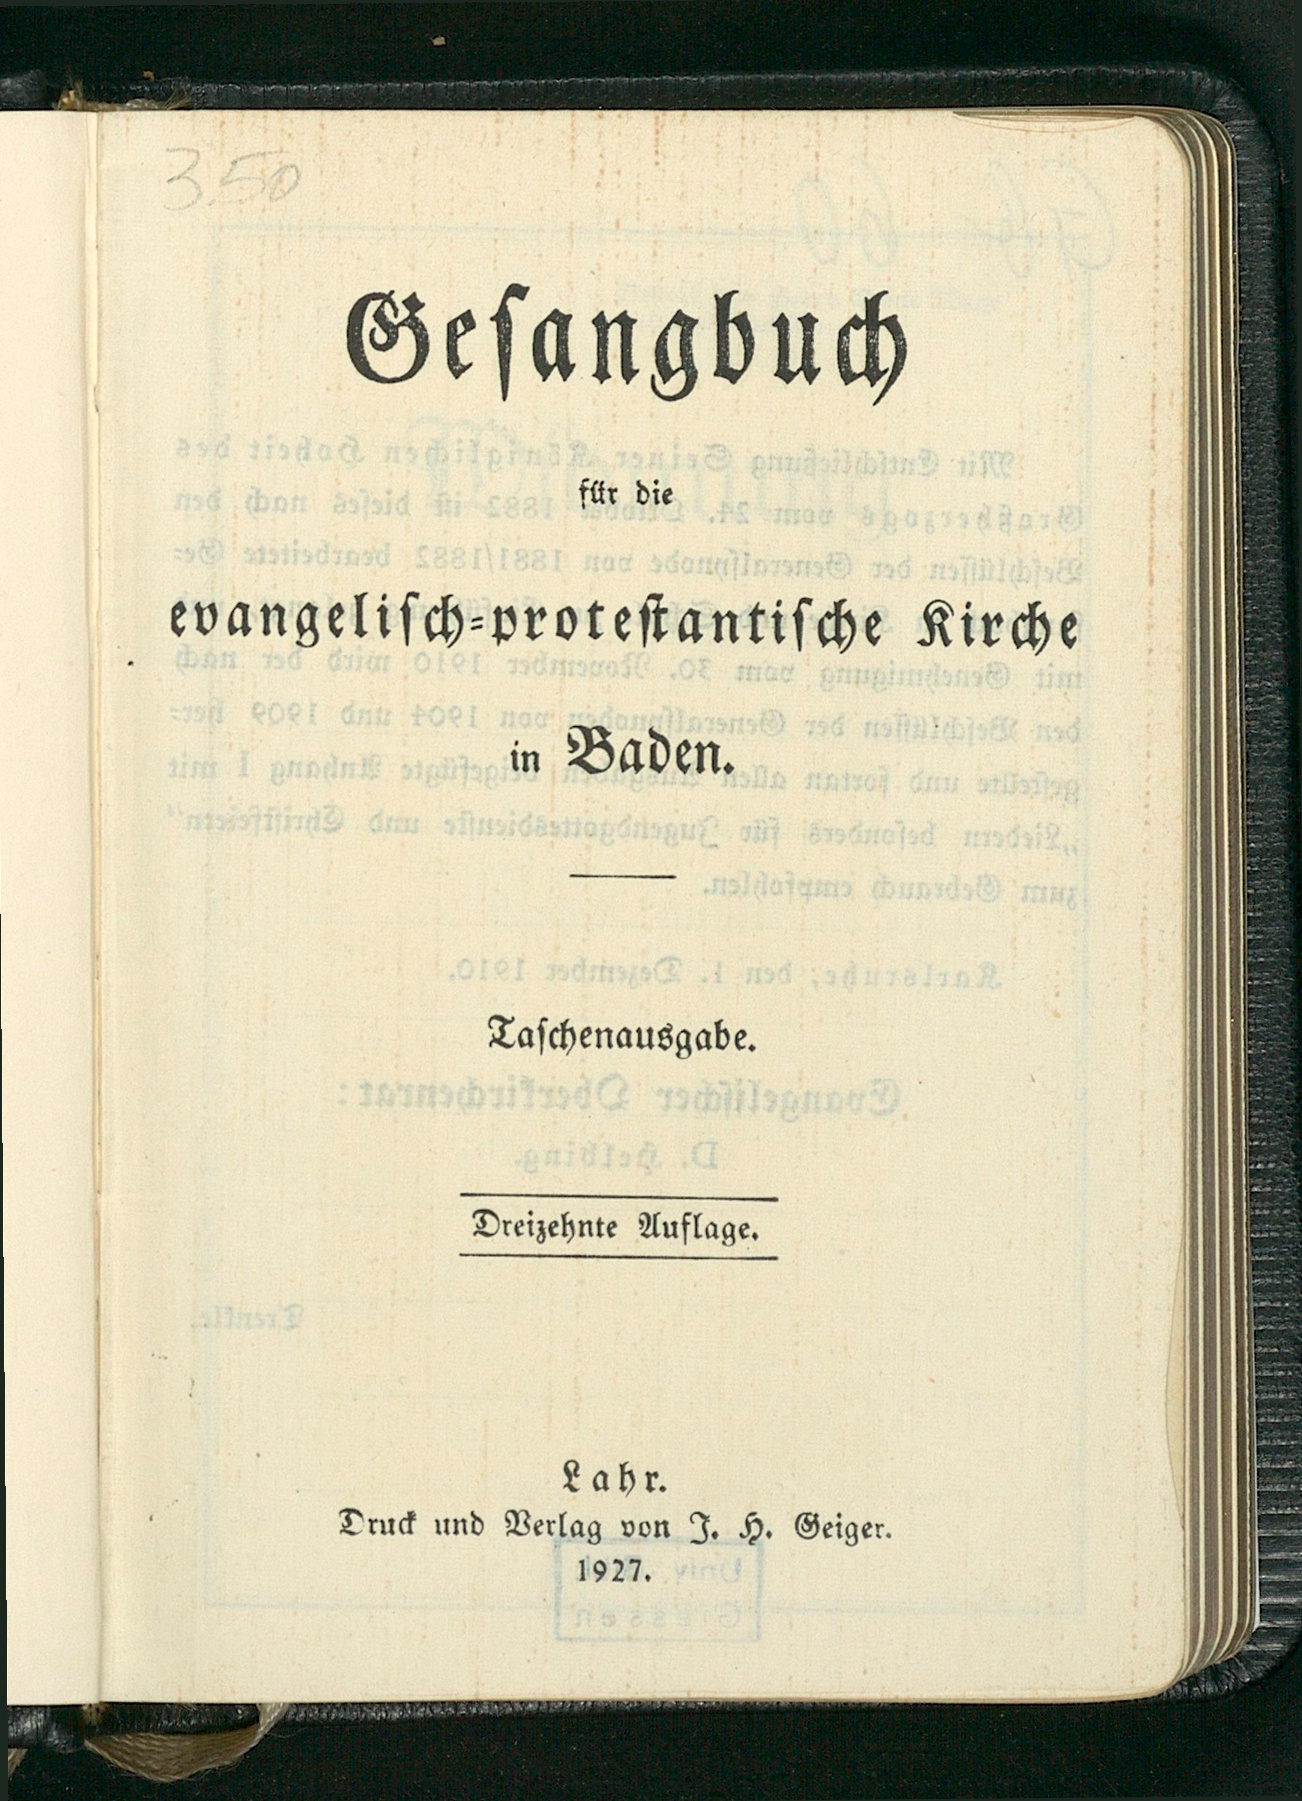 3.50
Gesangbuch
für die
evangelisch-protestantische Kirche
in Baden.
Taschenausgabe.
Dreizehnte Auflage.
Lahr.
Druck und Verlag von J. H. Geiger.
1927.